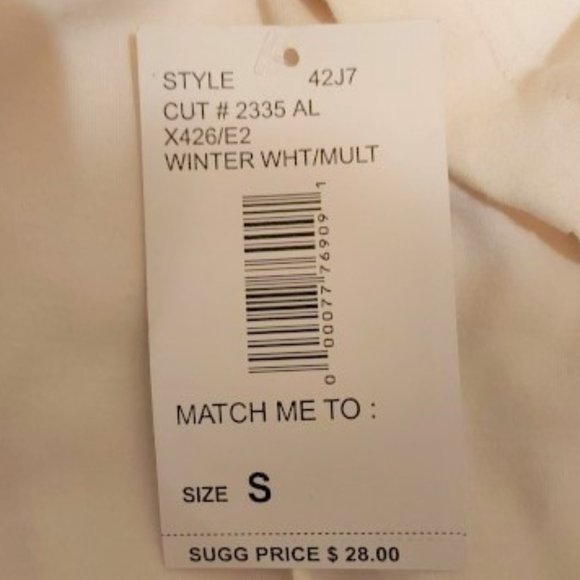 STYLE 42J7
CUT # 2335 AL
X426/E2
WINTER WHT/MULT
0 00077 76909 1
MATCH ME TO :
SIZE S
SUGG PRICE $ 28.00